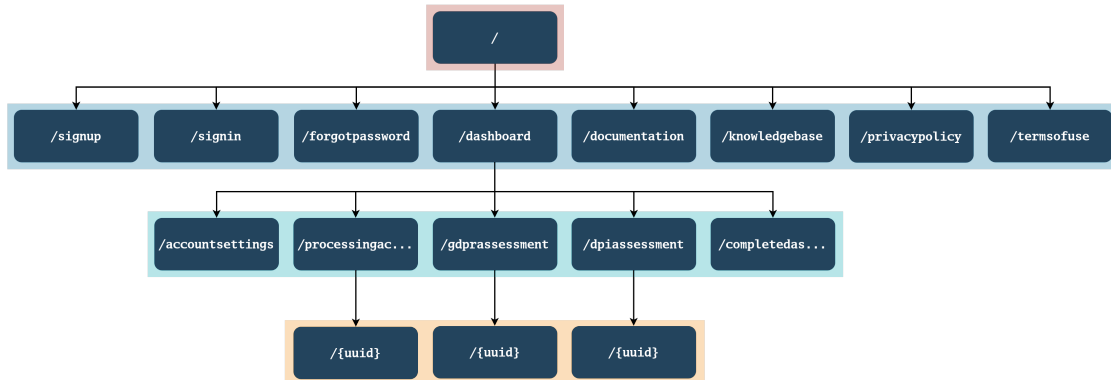 /
/signup
/signin
/forgotpassword
/dashboard
/documentation
/knowledgebase
/privacypolicy
/termsofuse
/accountsettings
/processingac...
/gdprassessment
/dpiassessment
/completedas...
/{uuid}
/{uuid}
/{uuid}